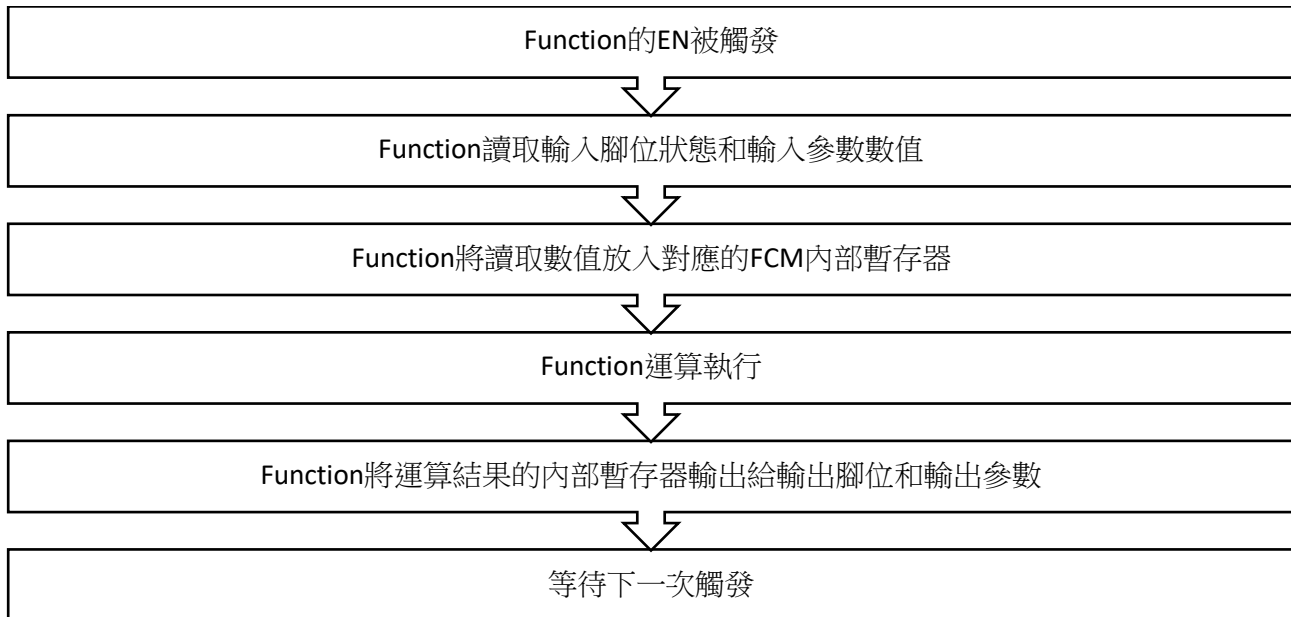 Function的EN被觸發
Function讀取輸入腳位狀態和輸入參數數值
Function將讀取數值放入對應的FCM內部暫存器
Function運算執行
Function將運算結果的內部暫存器輸出給輸出腳位和輸出參數
等待下一次觸發